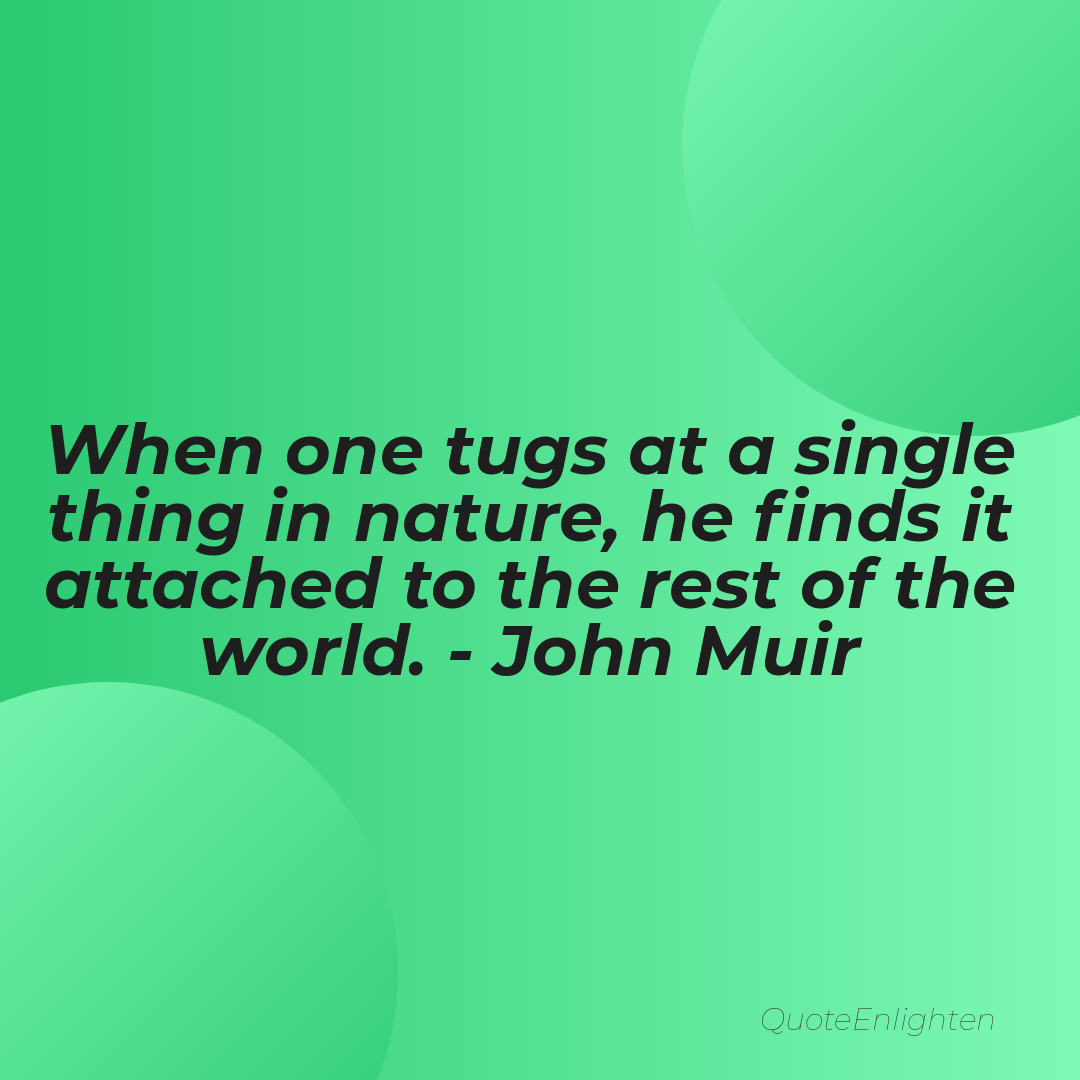 When one tugs at a single
thing in nature, he finds it
attached to the rest of the
world. - John Muir
QuoteEnlighten